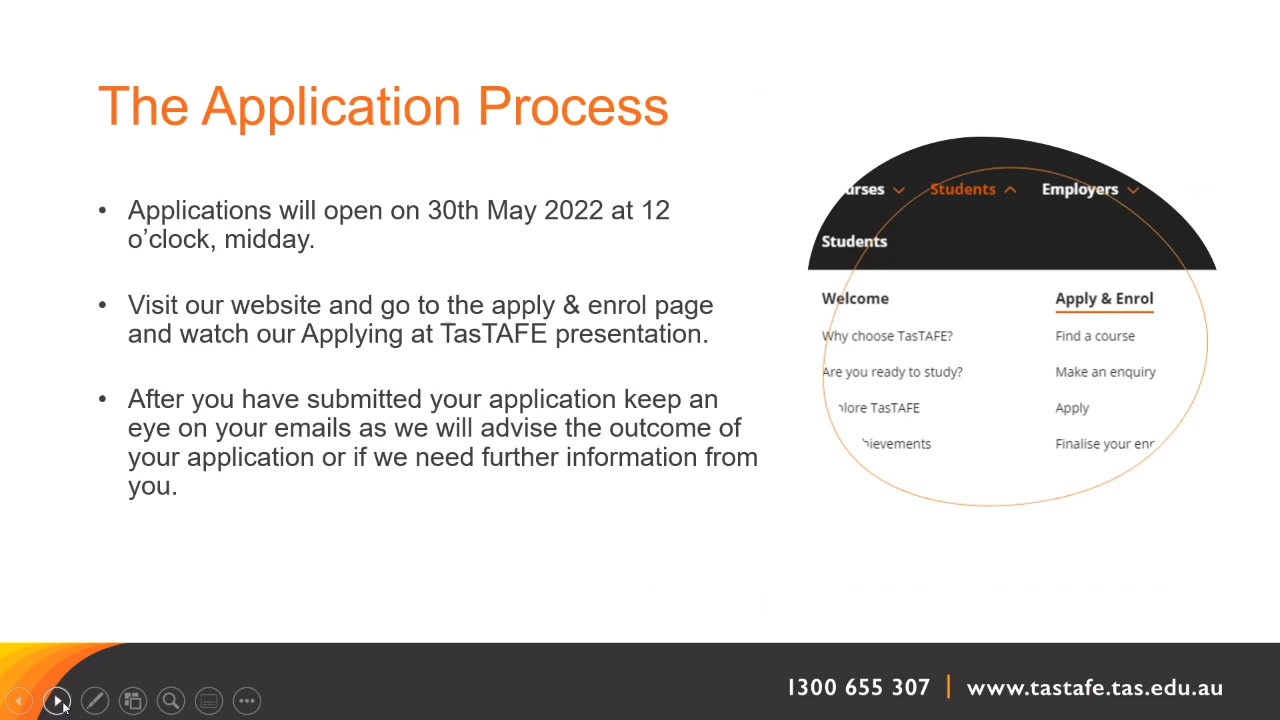 The Application Process
• Applications will open on 30th May 2022 at 12
o’clock, midday.
• Visit our website and go to the apply & enrol page
and watch our Applying at TasTAFE presentation.
• After you have submitted your application keep an
eye on your emails as we will advise the outcome of
your application or if we need further information from
you.
urses Students Employers
Students
Welcome Apply & Enrol
Why choose TasTAFE? Find a course
Are you ready to study? Make an enquiry
plore TasTAFE Apply
hievements Finalise your enr
1300 655 307 | www.tastafe.tas.edu.au